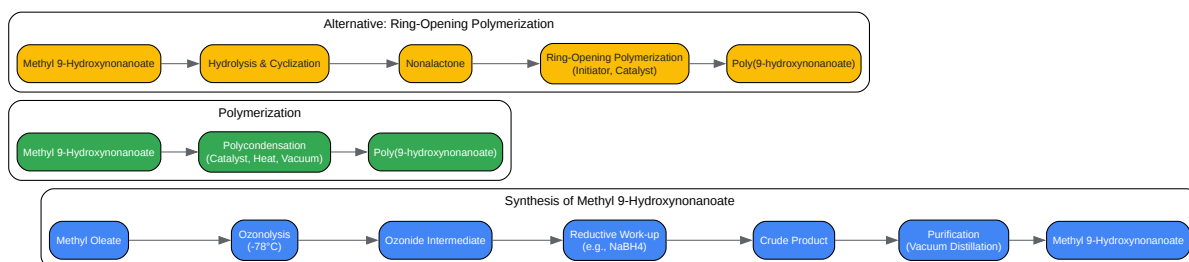 Alternative: Ring-Opening Polymerization
Methyl 9-Hydroxynonanoate
Hydrolysis & Cyclization
Nonalactone
Ring-Opening Polymerization
(Initiator, Catalyst)
Poly(9-hydroxynonanoate)
Polymerization
Methyl 9-Hydroxynonanoate
Polycondensation
(Catalyst, Heat, Vacuum)
Poly(9-hydroxynonanoate)
Synthesis of Methyl 9-Hydroxynonanoate
Methyl Oleate
Ozonolysis
(-78°C)
Ozonide Intermediate
Reductive Work-up
(e.g., NaBH4)
Crude Product
Purification
(Vacuum Distillation)
Methyl 9-Hydroxynonanoate